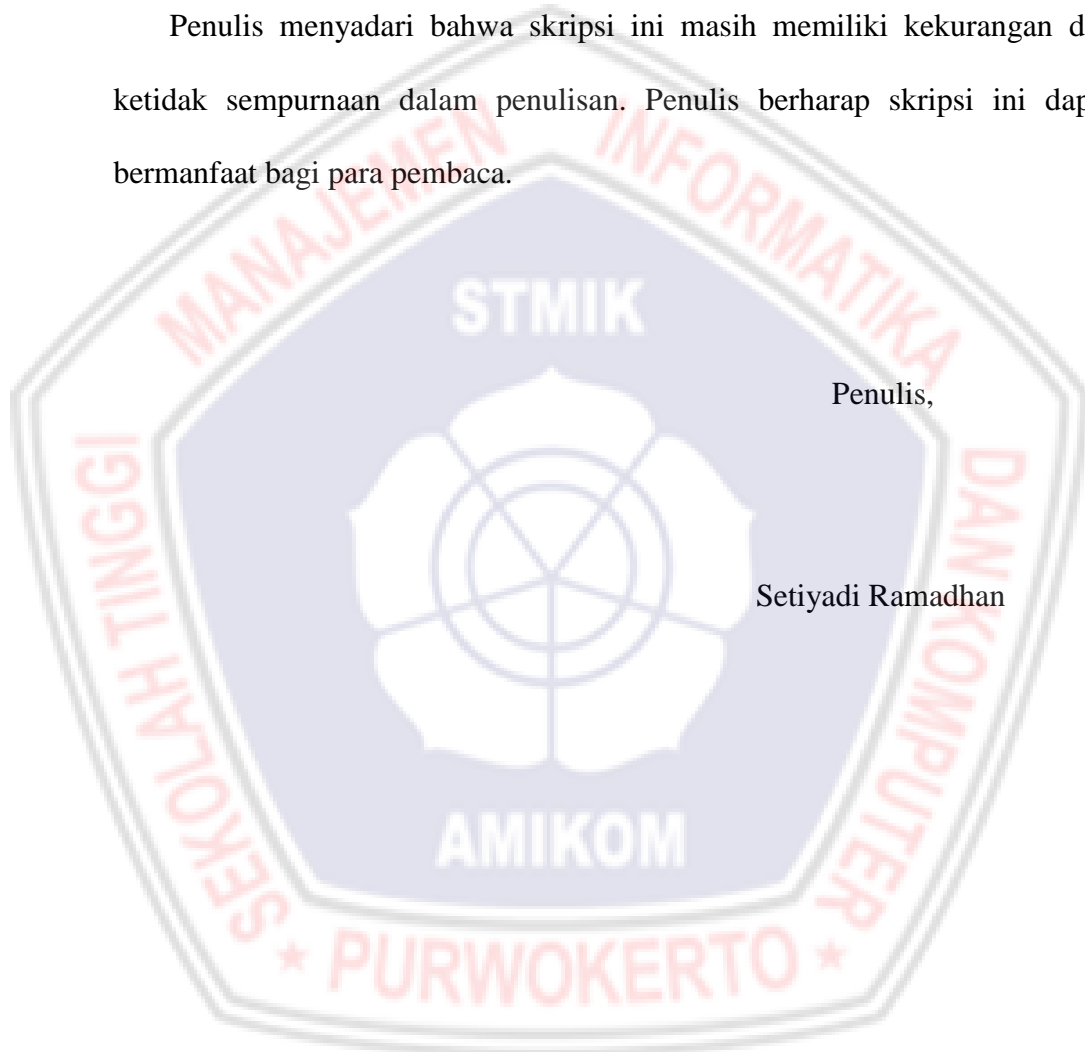 Penulis menyadari bahwa skripsi ini masih memiliki kekurangan d
ketidak sempurnaan dalam penulisan. Penulis berharap skripsi ini dap
bermanfaat bagi para pembaca.
MANAJEMEN INFORMATIKA
STMIK
Penulis,
SEKOLAH TINGGI
DAN KOMPUTER
Setiyadi Ramadhan
AMIKOM
* PURWOKERTO *